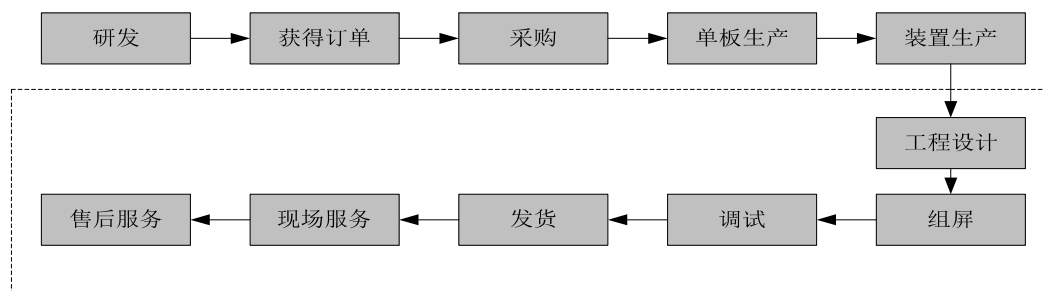 研发
获得订单
采购
单板生产
装置生产
工程设计
组屏
调试
发货
现场服务
售后服务